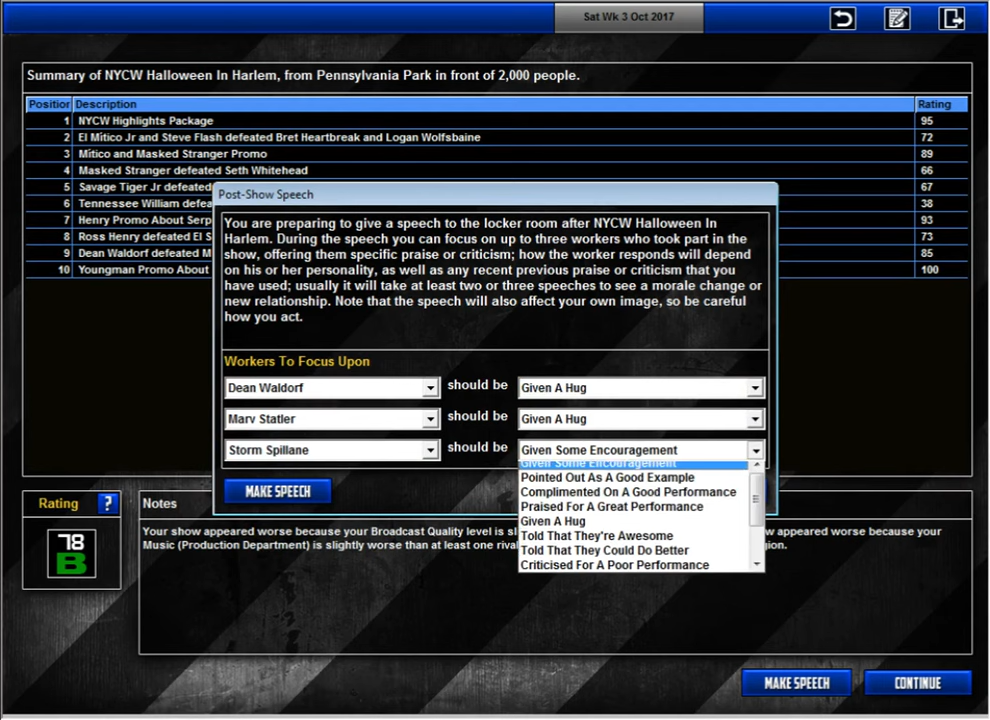 Sat Wk 3 Oct 2017
Summary of NYCW Halloween In Harlem, from Pennsylvania Park in front of 2,000 people.
Position Description Rating
1 NYCW Highlights Package 95
2 El Mitico Jr and Steve Flash defeated Bret Heartbreak and Logan Wolfsbaine 72
3 Mitico and Masked Stranger Promo 89
4 Masked Stranger defeated Seth Whitehead 66
5 Savage Tiger Jr defeated 67
6 Tennessee William defea 38
7 Henry Promo About Serp 93
8 Ross Henry defeated El S 73
9 Dean Waldorf defeated M 85
10 Youngman Promo About 100
Post-Show Speech
You are preparing to give a speech to the locker room after NYCW Halloween In
Harlem. During the speech you can focus on up to three workers who took part in the
show, offering them specific praise or criticism; how the worker responds will depend
on his or her personality, as well as any recent previous praise or criticism that you
have used; usually it will take at least two or three speeches to see a morale change or
new relationship. Note that the speech will also affect your own image, so be careful
how you act.
Workers To Focus Upon
Dean Waldorf should be Given A Hug
Marv Statler should be Given A Hug
Storm Spillane should be Given Some Encouragement
Given Some Encouragement
Pointed Out As A Good Example
Complimented On A Good Performance
Praised For A Great Performance
Given A Hug
Told That They're Awesome
Told That They Could Do Better
Criticised For A Poor Performance
MAKE SPEECH
Rating ?
78
B
Notes
Your show appeared worse because your Broadcast Quality level is sl w appeared worse because your
Music (Production Department) is slightly worse than at least one rival gion.
MAKE SPEECH CONTINUE